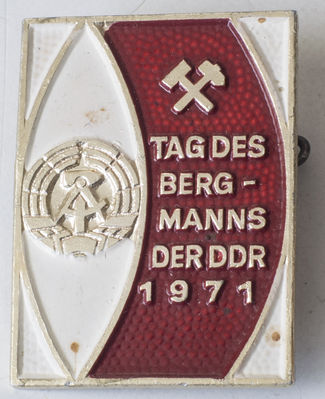 TAG DES
BERG-
MANNS
DER DDR
1971